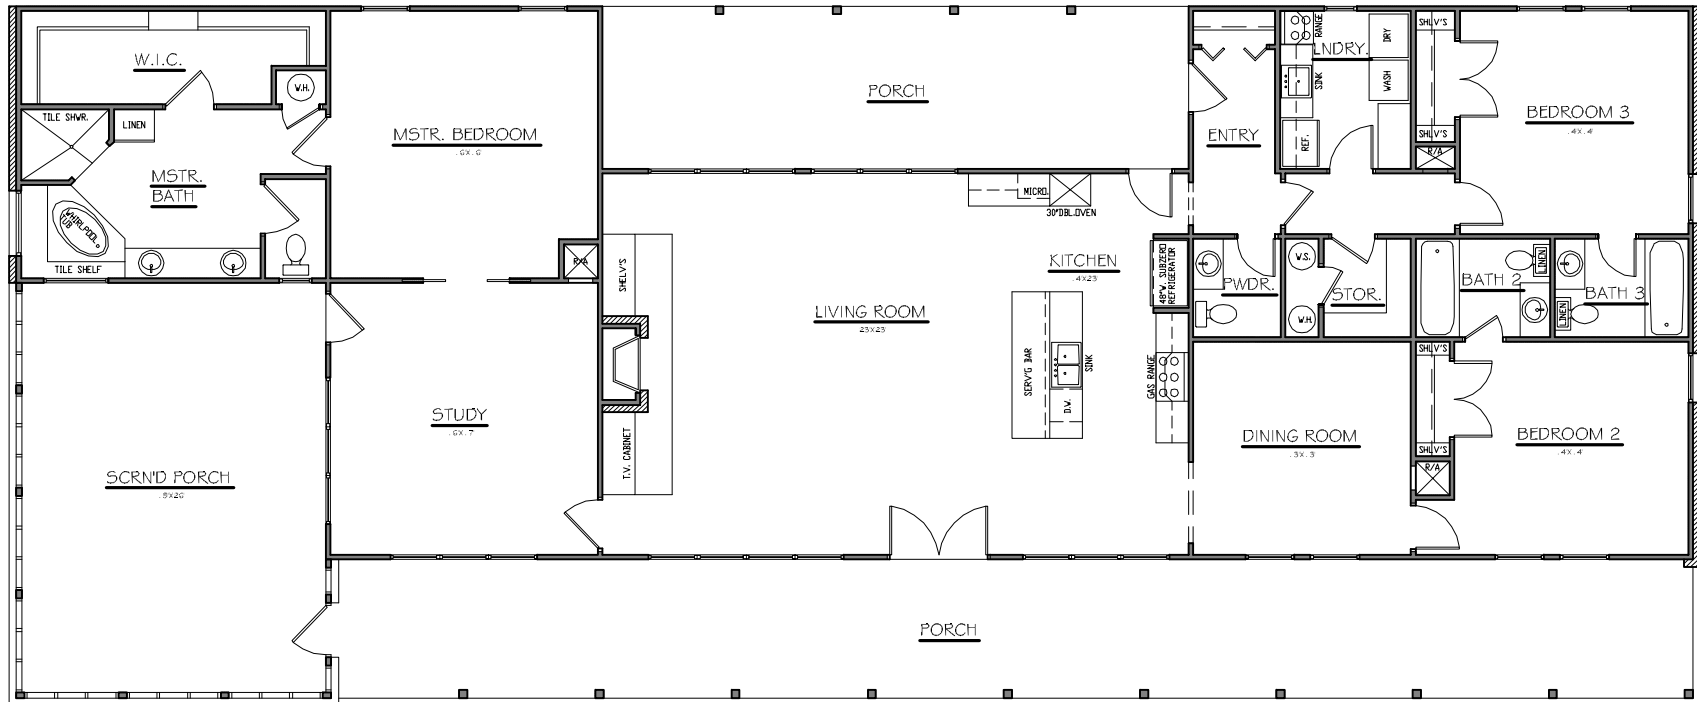 W.I.C.
W.H.
TILE SHWR.
LINEN
MSTR.
BATH
WHIRLPOOL
TUB
TILE SHELF
MSTR. BEDROOM
R/A
PORCH
ENTRY
RANGE
LNDRY.
DRY
SINK
WASH
REF.
SHLV'S
SHLV'S
R/A
BEDROOM 3
MICRO.
30"DBL.OVEN
KITCHEN
48"W. SUBZERO
REFRIGERATOR
PWDR.
W.S.
W.H.
STOR.
BATH 2
LINEN
BATH 3
LINEN
SHELV'S
LIVING ROOM
23X23'
SERV'G BAR
SINK
D.W.
GAS RANGE
T.V. CABINET
STUDY
SCRN'D PORCH
DINING ROOM
SHLV'S
SHLV'S
R/A
BEDROOM 2
PORCH